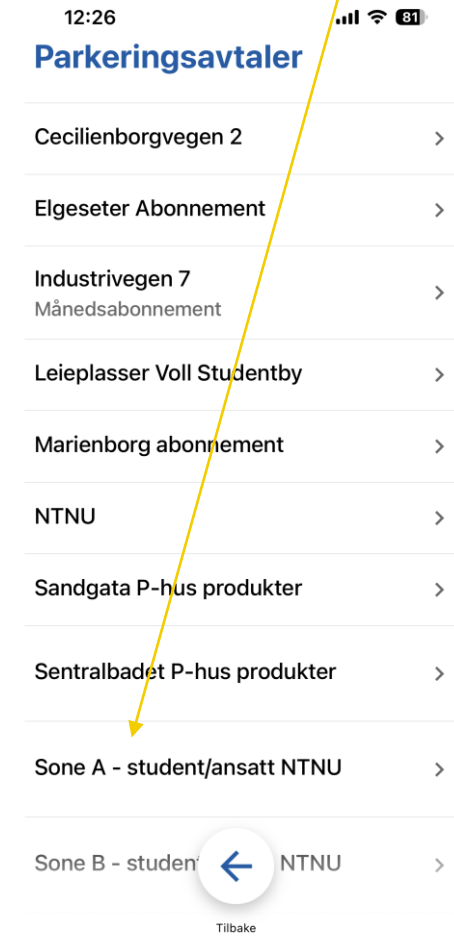 12:26
81
Parkeringsavtaler
Cecilienborgvegen 2
Elgeseter Abonnement
Industrivegen 7
Månedsabonnement
Leieplasser Voll Studentby
Marienborg abonnement
NTNU
Sandgata P-hus produkter
Sentralbadet P-hus produkter
Sone A - student/ansatt NTNU
Sone B - studen NTNU
Tilbake